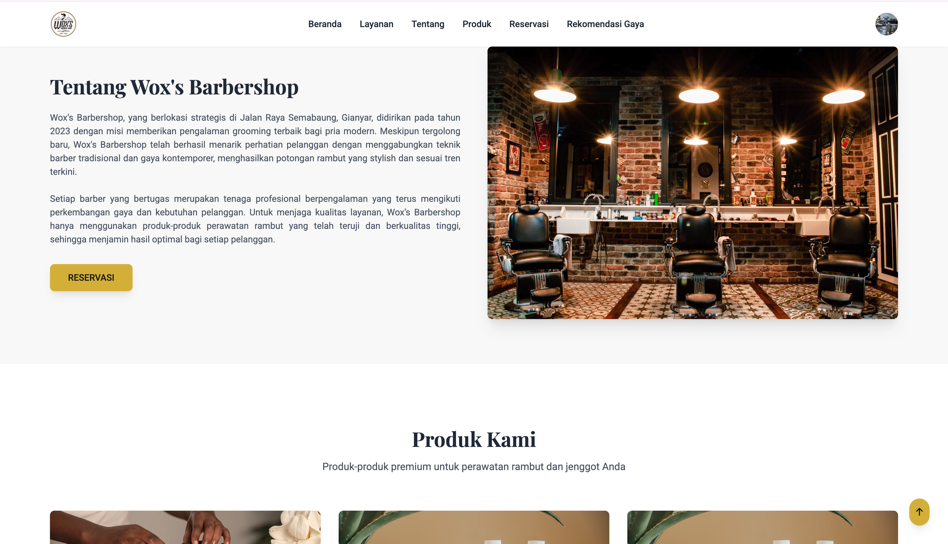 WOX'S
Beranda
Layanan
Tentang
Produk
Reservasi
Rekomendasi Gaya
Tentang Wox's Barbershop
Wox's Barbershop, yang berlokasi strategis di Jalan Raya Semabaung, Gianyar, didirikan pada tahun
2023 dengan misi memberikan pengalaman grooming terbaik bagi pria modern. Meskipun tergolong
baru, Wox's Barbershop telah berhasil menarik perhatian pelanggan dengan menggabungkan teknik
barber tradisional dan gaya kontemporer, menghasilkan potongan rambut yang stylish dan sesuai tren
terkini.
Setiap barber yang bertugas merupakan tenaga profesional berpengalaman yang terus mengikuti
perkembangan gaya dan kebutuhan pelanggan. Untuk menjaga kualitas layanan, Wox's Barbershop
hanya menggunakan produk-produk perawatan rambut yang telah teruji dan berkualitas tinggi,
sehingga menjamin hasil optimal bagi setiap pelanggan.
RESERVASI
Produk Kami
Produk-produk premium untuk perawatan rambut dan jenggot Anda